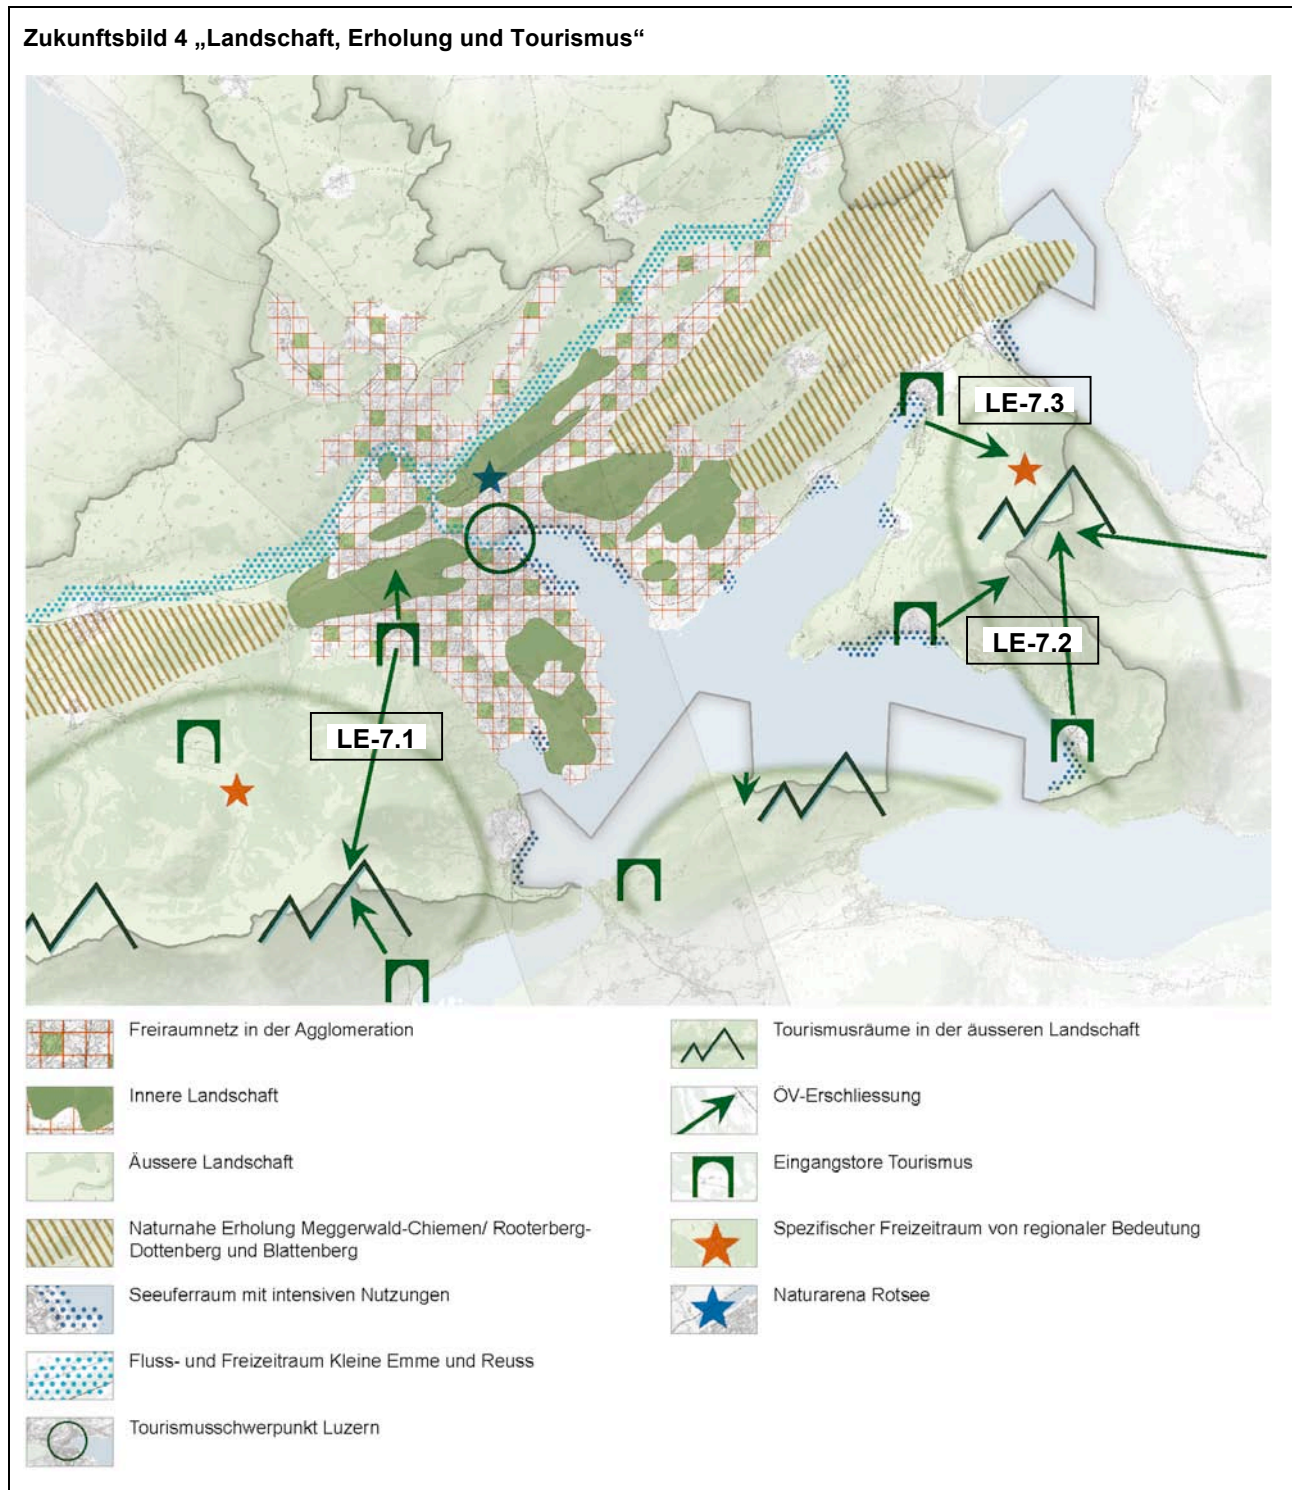 Zukunftsbild 4 „Landschaft, Erholung und Tourismus“
LE-7.3
LE-7.2
LE-7.1
Freiraumnetz in der Agglomeration
Innere Landschaft
Äussere Landschaft
Naturnahe Erholung Meggerwald-Chiemen/ Rooterberg-
Dottenberg und Blattenberg
Seeuferraum mit intensiven Nutzungen
Fluss- und Freizeitraum Kleine Emme und Reuss
Tourismusschwerpunkt Luzern
Tourismusräume in der äusseren Landschaft
ÖV-Erschliessung
Eingangstore Tourismus
Spezifischer Freizeitraum von regionaler Bedeutung
Naturarena Rotsee